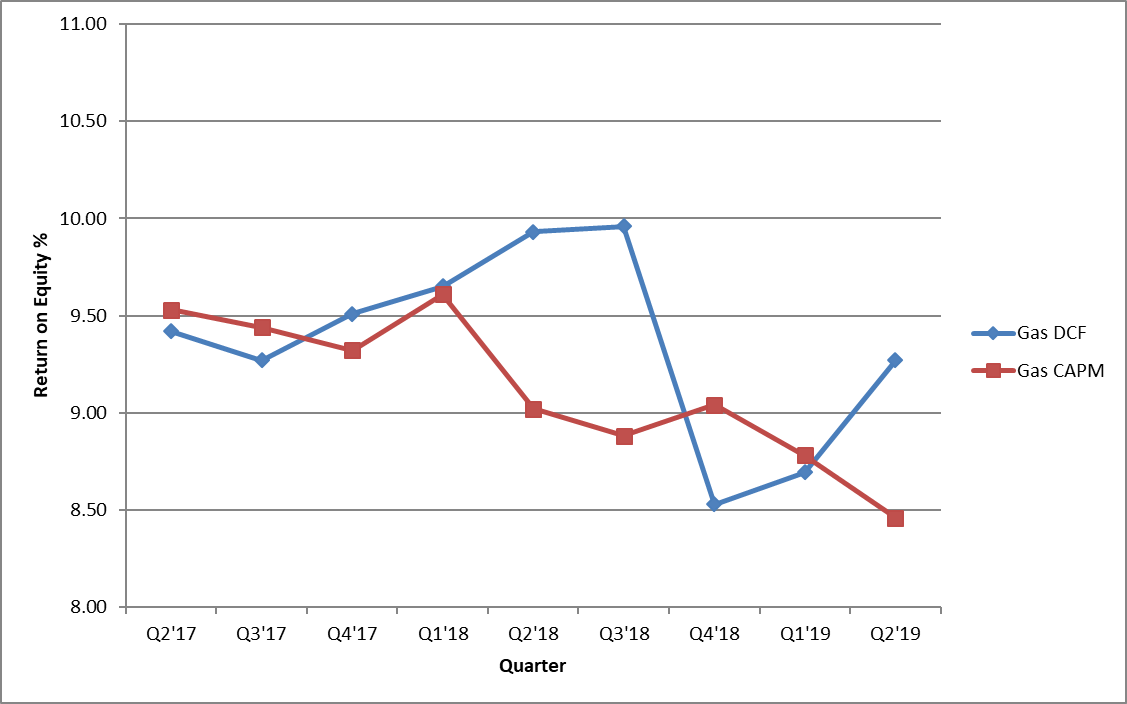 11.00
10.50
10.00
9.50
9.00
8.50
8.00
Return on Equity %
Q2'17 Q3'17 Q4'17 Q1'18 Q2'18 Q3'18 Q4'18 Q1'19 Q2'19
Quarter
Gas DCF
Gas CAPM